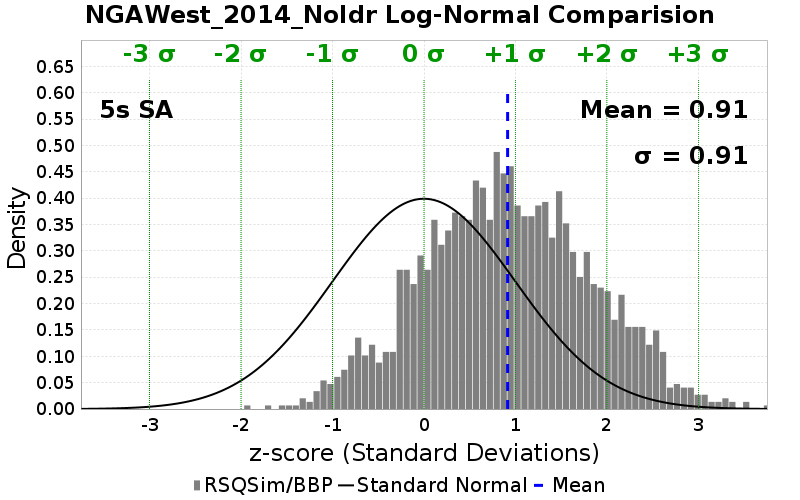 NGAWest_2014_NoIdr Log-Normal Comparision
-3 σ -2 σ -1 σ 0 σ +1 σ +2 σ +3 σ
5s SA
Mean = 0.91
σ = 0.91
Density
0.65
0.60
0.55
0.50
0.45
0.40
0.35
0.30
0.25
0.20
0.15
0.10
0.05
0.00
-3 -2 -1 0 1 2 3
z-score (Standard Deviations)
RSQSim/BBP Standard Normal Mean